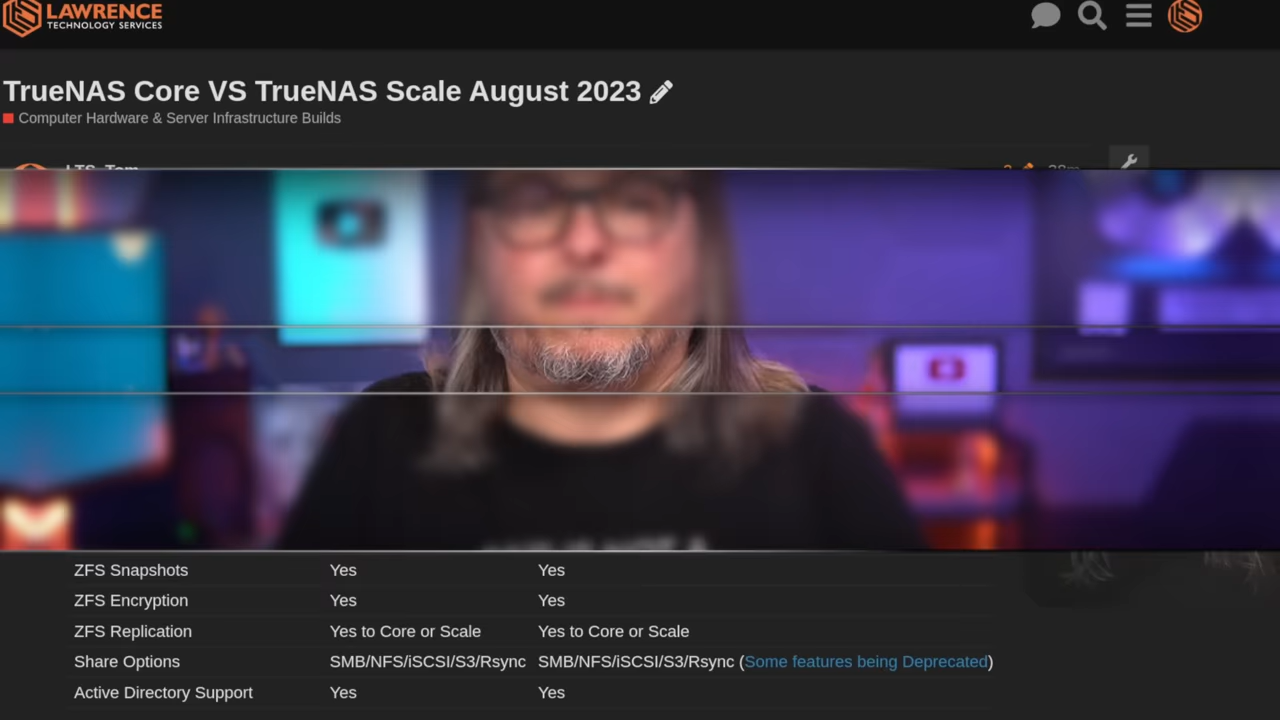 LAWRENCE
TECHNOLOGY SERVICES
TrueNAS Core VS TrueNAS Scale August 2023
Computer Hardware & Server Infrastructure Builds
LTS_Tom
ZFS Snapshots Yes Yes
ZFS Encryption Yes Yes
ZFS Replication Yes to Core or Scale Yes to Core or Scale
Share Options SMB/NFS/iSCSI/S3/Rsync SMB/NFS/iSCSI/S3/Rsync (Some features being Deprecated)
Active Directory Support Yes Yes